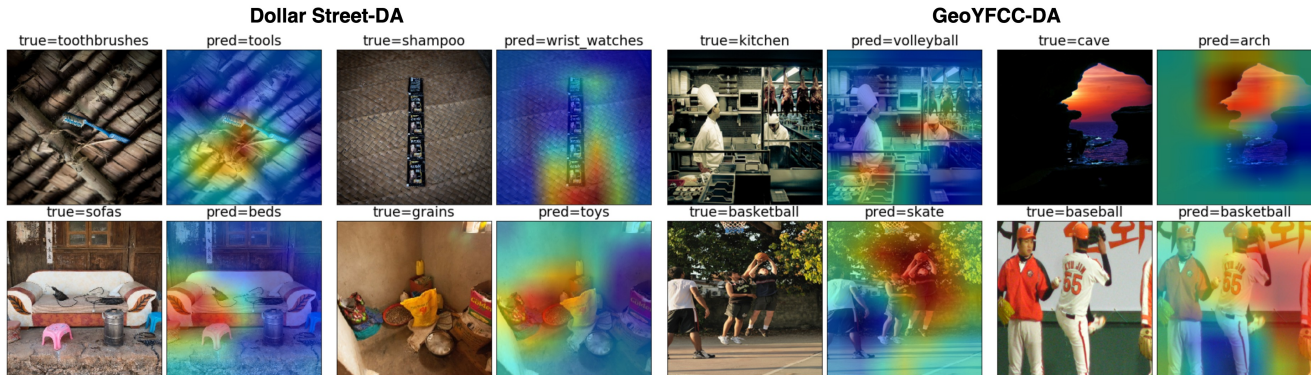 Dollar Street-DA
GeoYFCC-DA
true=toothbrushes
pred=tools
true=shampoo
pred=wrist_watches
true=kitchen
pred=volleyball
true=cave
pred=arch
true=sofas
pred=beds
true=grains
pred=toys
true=basketball
pred=skate
true=baseball
pred=basketball
55
55